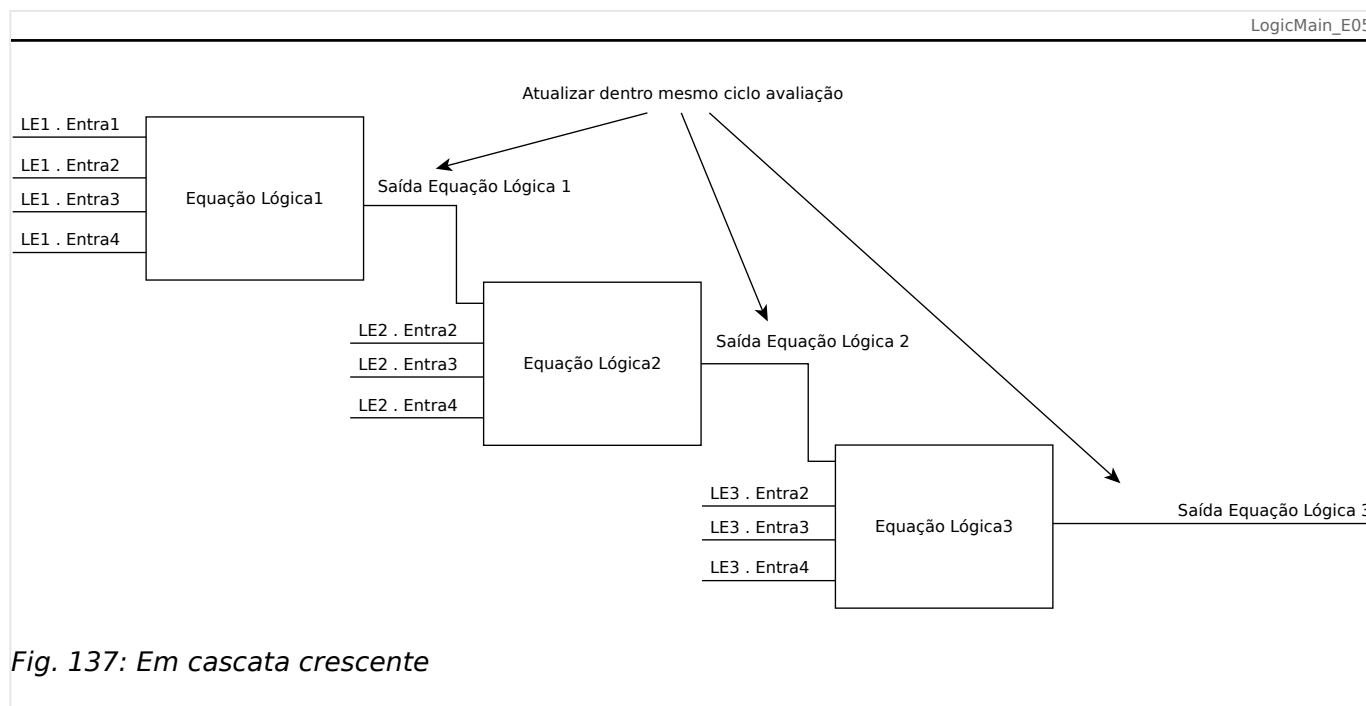 LogicMain_E05
Atualizar dentro mesmo ciclo avaliação
LE1 . Entra1
LE1 . Entra2
LE1 . Entra3
LE1 . Entra4
Equação Lógica1
Saída Equação Lógica 1
LE2 . Entra2
LE2 . Entra3
LE2 . Entra4
Equação Lógica2
Saída Equação Lógica 2
LE3 . Entra2
LE3 . Entra3
LE3 . Entra4
Equação Lógica3
Saída Equação Lógica 3
Fig. 137: Em cascata crescente